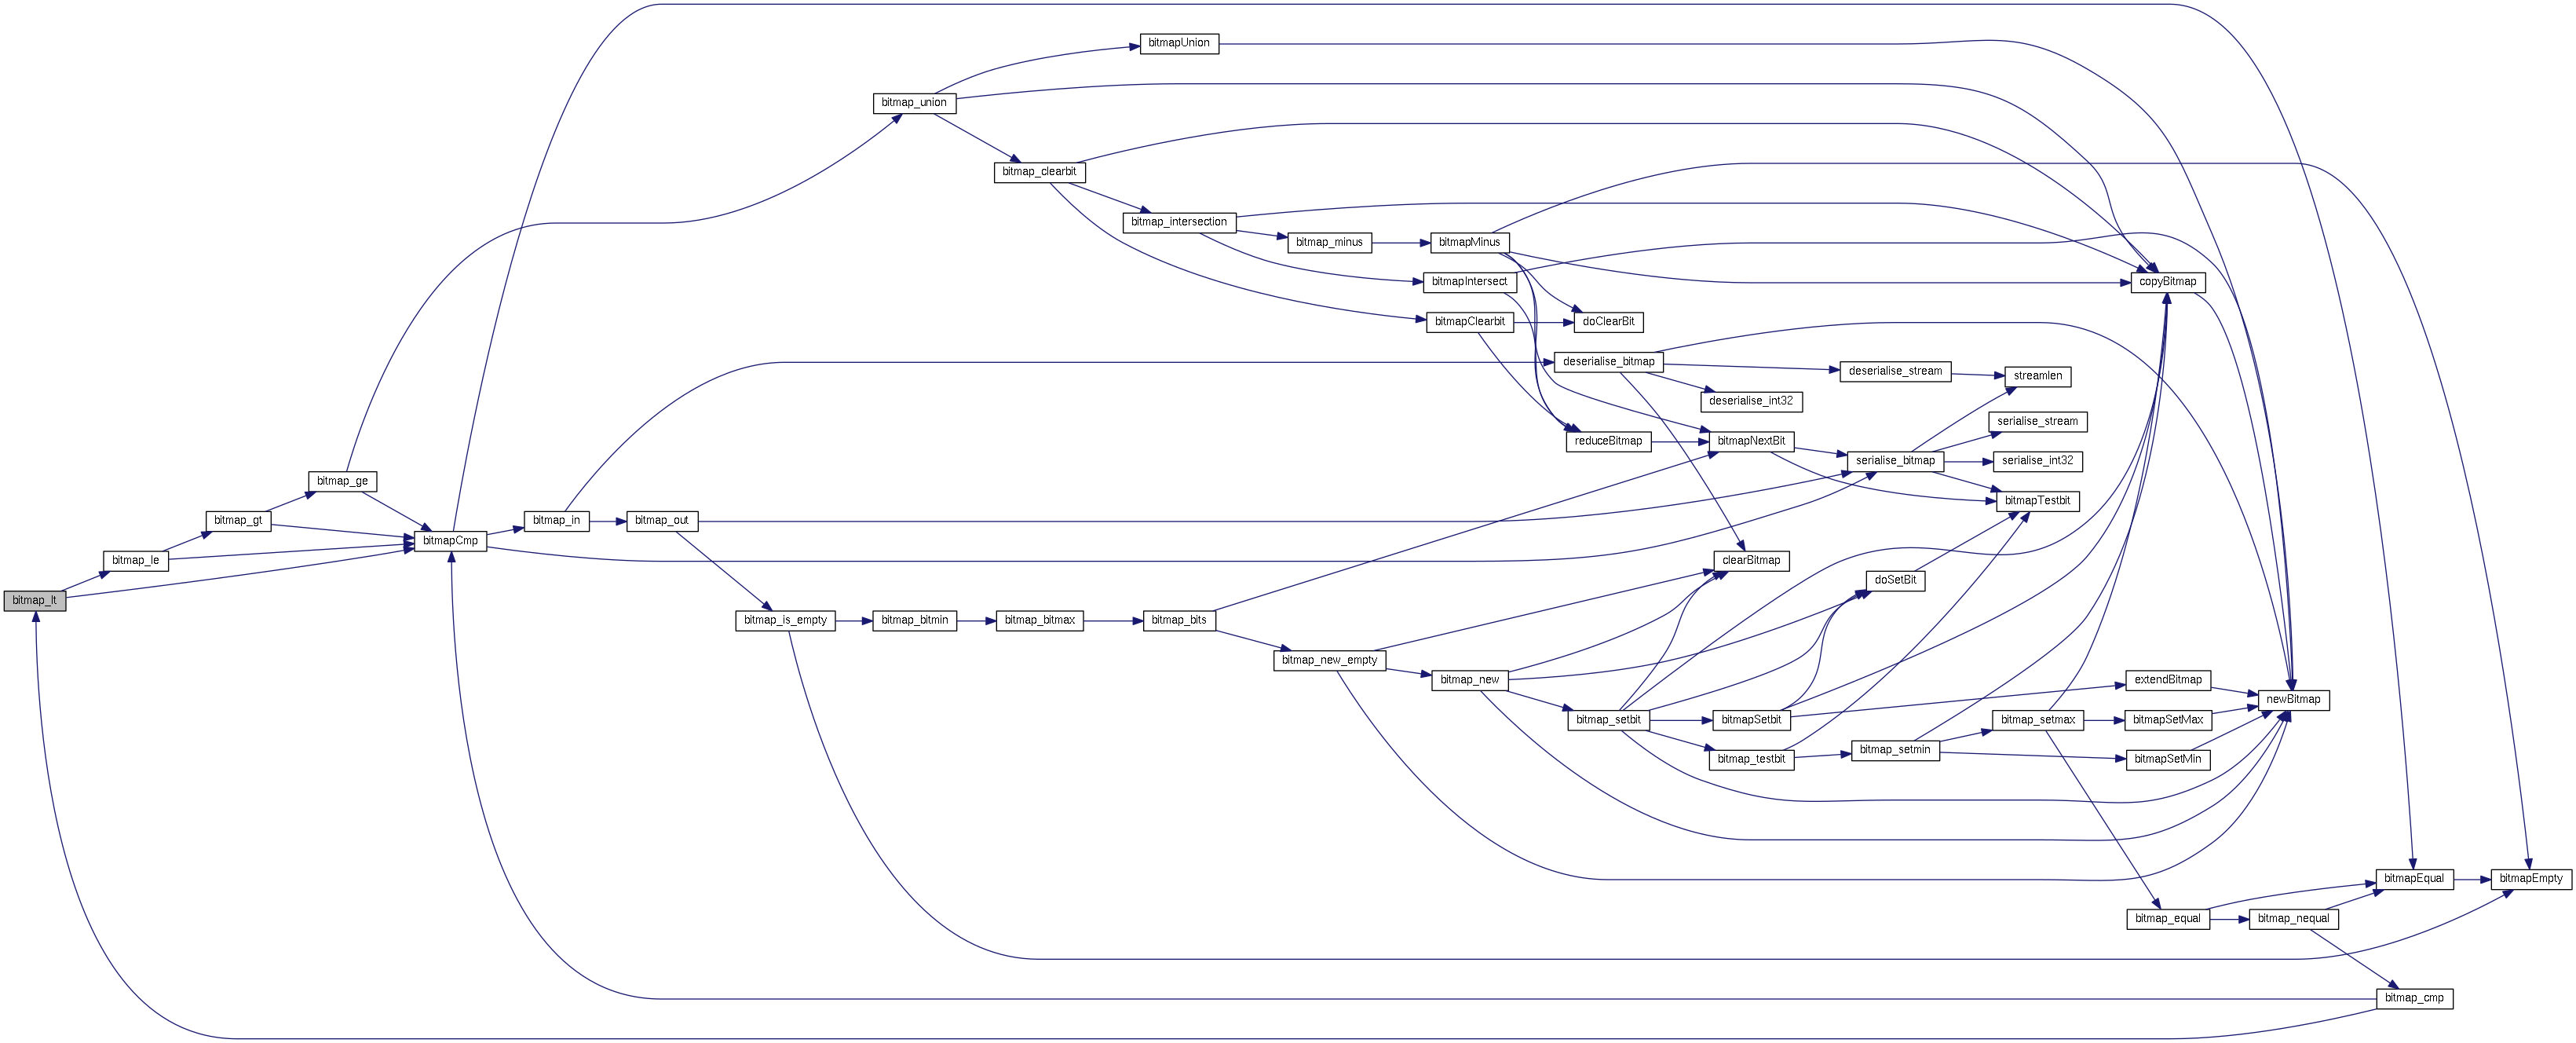 bitmapUnion
bitmap_union
bitmap_clearbit
bitmap_intersection
bitmap_minus
bitmapMinus
bitmapIntersect
copyBitmap
bitmapClearbit
doClearBit
deserialise_bitmap
deserialise_stream
streamlen
deserialise_int32
serialise_stream
reduceBitmap
bitmapNextBit
serialise_bitmap
serialise_int32
bitmap_ge
bitmapTestbit
bitmap_gt
bitmap_in
bitmap_out
bitmapCmp
bitmap_le
clearBitmap
doSetBit
bitmap_lt
bitmap_is_empty
bitmap_bitmin
bitmap_bitmax
bitmap_bits
bitmap_new_empty
bitmap_new
extendBitmap
newBitmap
bitmap_setbit
bitmapSetbit
bitmap_setmax
bitmapSetMax
bitmap_testbit
bitmap_setmin
bitmapSetMin
bitmapEqual
bitmapEmpty
bitmap_equal
bitmap_nequal
bitmap_cmp